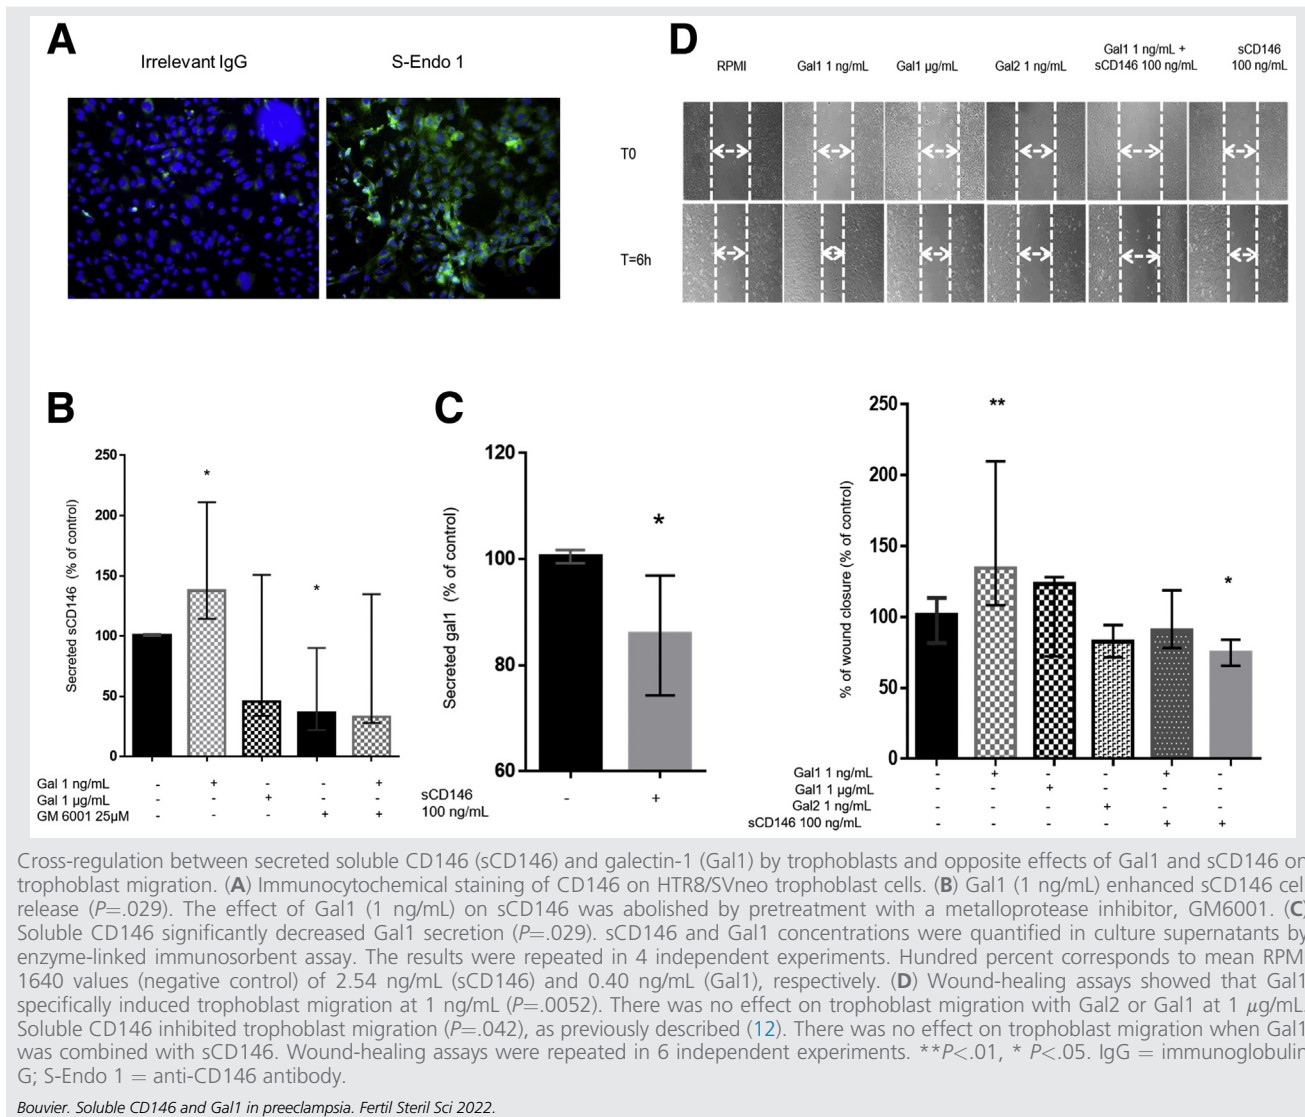 A
Irrelevant IgG
S-Endo 1
D
RPMI
Gal1 1 ng/mL
Gal1 µg/mL
Gal2 1 ng/mL
Gal1 1 ng/mL +
sCD146 100 ng/mL
sCD146
100 ng/mL
T0
T=6h
B
Secreted sCD146 (% of control)
250
200
150
100
50
0
*
*
Gal 1 ng/mL - + - - +
Gal 1 µg/mL - - + - -
GM 6001 25µM - - - + +
C
Secreted gal1 (% of control)
120
100
80
60
*
sCD146
100 ng/mL
- +
% of wound closure (% of control)
250
200
150
100
50
0
**
*
Gal1 1 ng/mL - + - - + -
Gal1 1 µg/mL - - + - - -
Gal2 1 ng/mL - - - + - -
sCD146 100 ng/mL - - - - + +
Cross-regulation between secreted soluble CD146 (sCD146) and galectin-1 (Gal1) by trophoblasts and opposite effects of Gal1 and sCD146 on
trophoblast migration. (A) Immunocytochemical staining of CD146 on HTR8/SVneo trophoblast cells. (B) Gal1 (1 ng/mL) enhanced sCD146 cel
release (P=.029). The effect of Gal1 (1 ng/mL) on sCD146 was abolished by pretreatment with a metalloprotease inhibitor, GM6001. (C)
Soluble CD146 significantly decreased Gal1 secretion (P=.029). sCD146 and Gal1 concentrations were quantified in culture supernatants by
enzyme-linked immunosorbent assay. The results were repeated in 4 independent experiments. Hundred percent corresponds to mean RPM
1640 values (negative control) of 2.54 ng/mL (sCD146) and 0.40 ng/mL (Gal1), respectively. (D) Wound-healing assays showed that Gal1
specifically induced trophoblast migration at 1 ng/mL (P=.0052). There was no effect on trophoblast migration with Gal2 or Gal1 at 1 µg/mL.
Soluble CD146 inhibited trophoblast migration (P=.042), as previously described (12). There was no effect on trophoblast migration when Gal1
was combined with sCD146. Wound-healing assays were repeated in 6 independent experiments. **P<.01, * P<.05. IgG = immunoglobulin
G; S-Endo 1 = anti-CD146 antibody.
Bouvier. Soluble CD146 and Gal1 in preeclampsia. Fertil Steril Sci 2022.